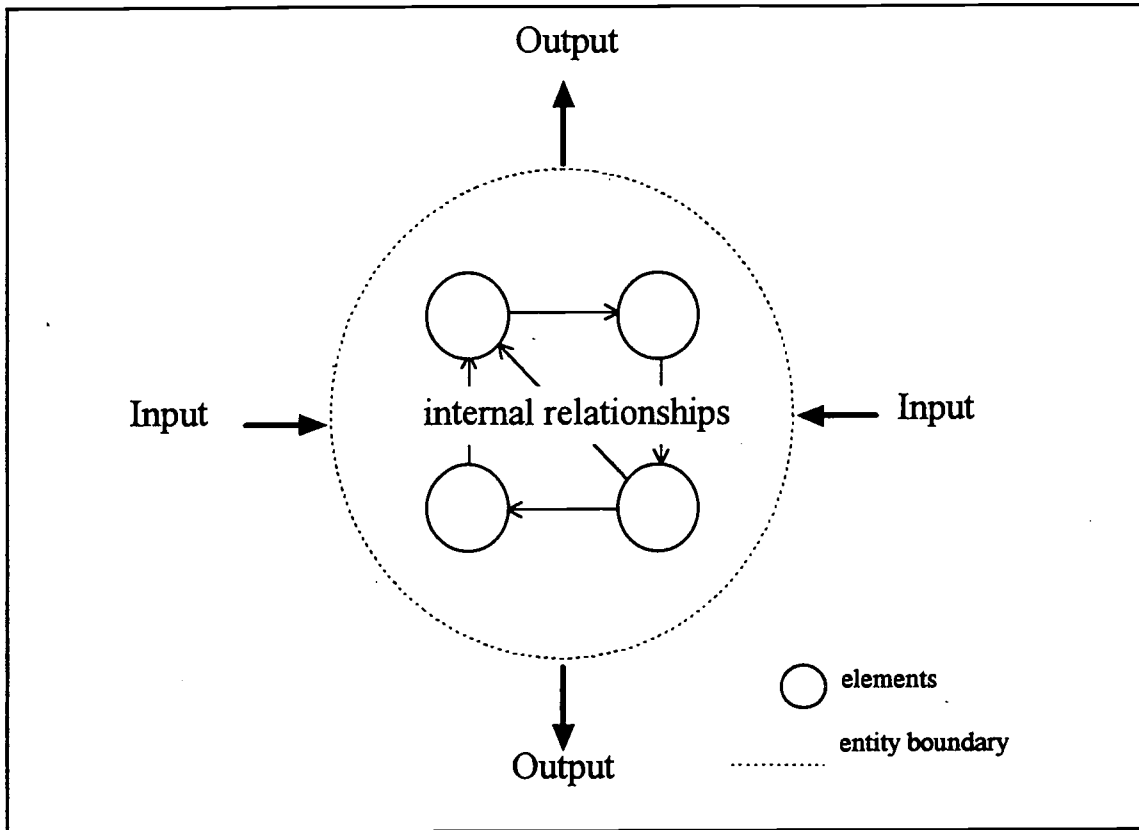 Output
Input
internal relationships
Input
elements
entity boundary
Output